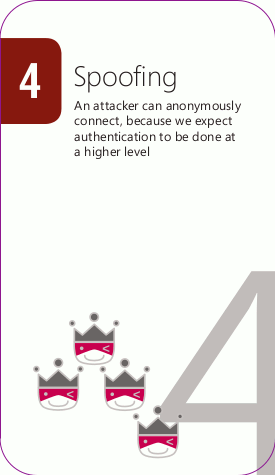 4
Spoofing
An attacker can anonymously
connect, because we expect
authentication to be done at
a higher level
4